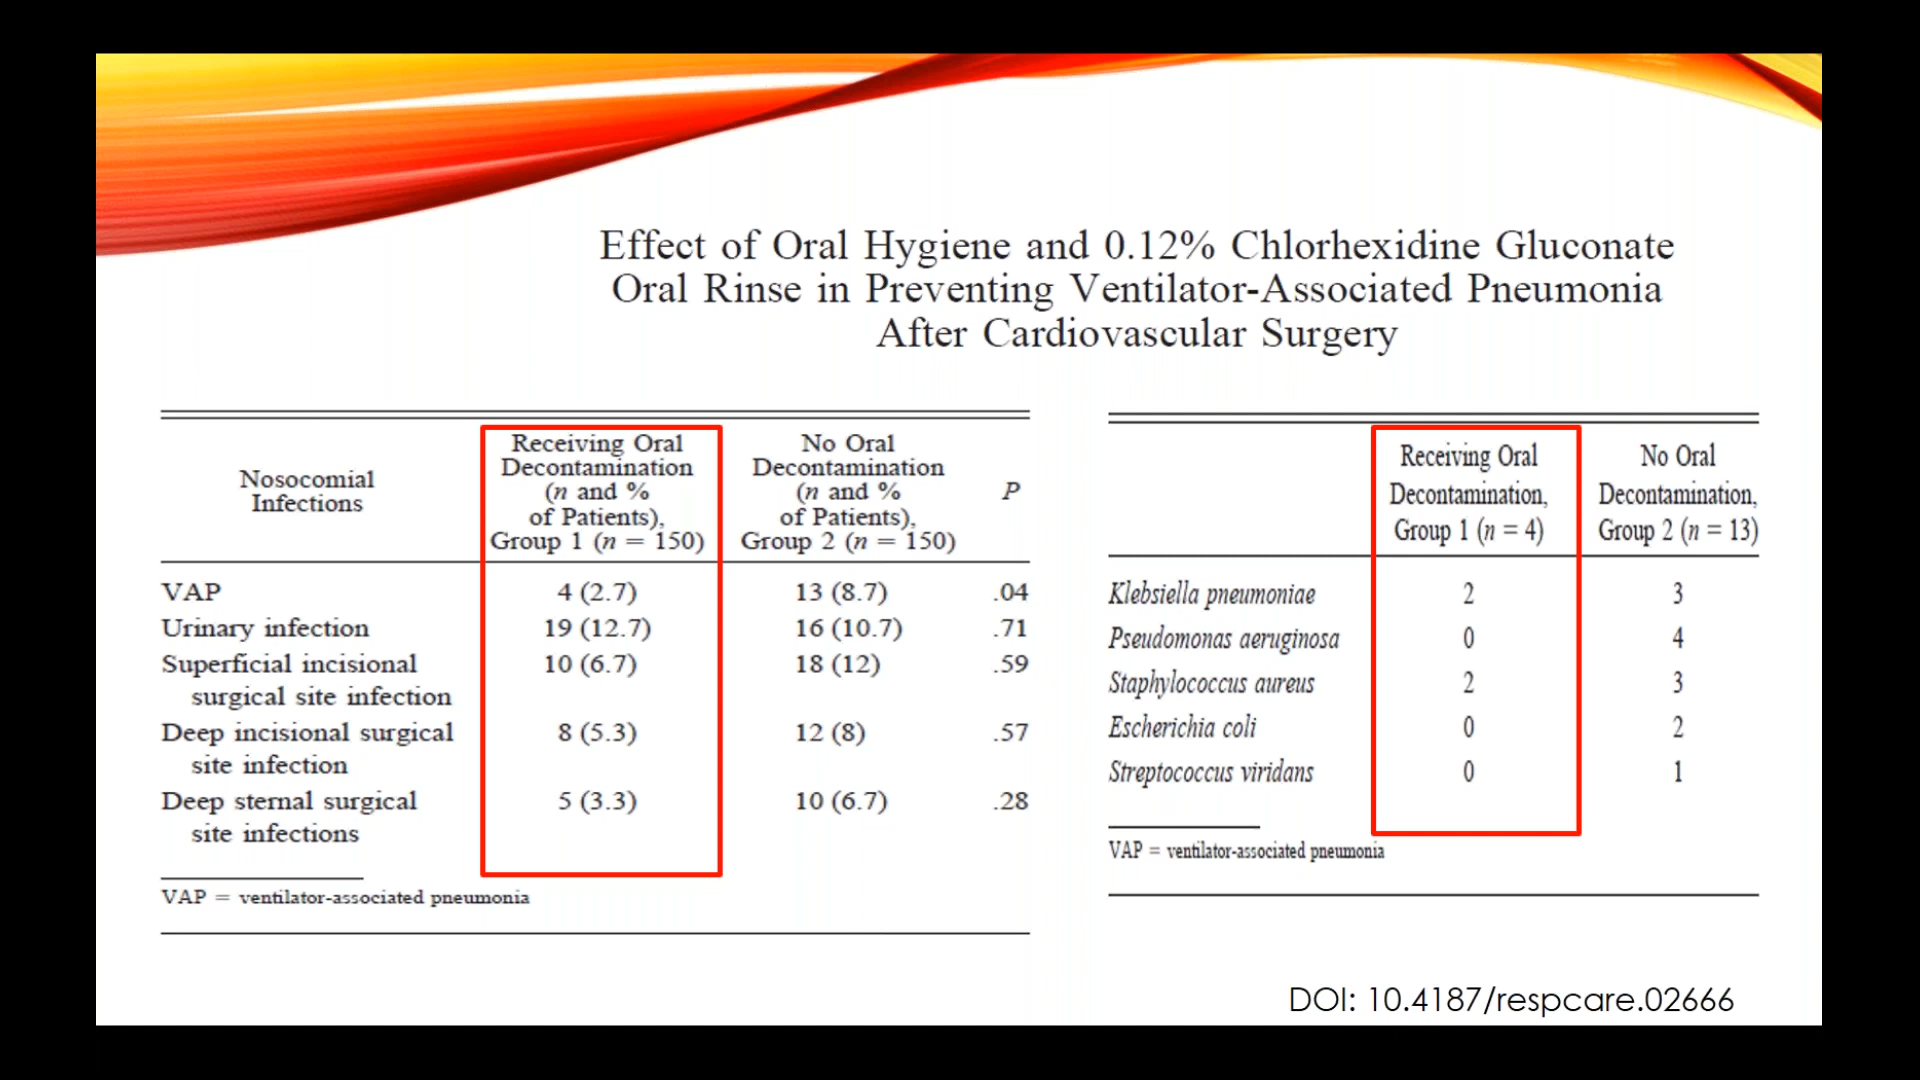 Effect of Oral Hygiene and 0.12% Chlorhexidine Gluconate
Oral Rinse in Preventing Ventilator-Associated Pneumonia
After Cardiovascular Surgery
Nosocomial
Infections
Receiving Oral
Decontamination
(n and %
of Patients),
Group 1 (n = 150)
No Oral
Decontamination
(n and %
of Patients),
Group 2 (n = 150)
P
VAP 4 (2.7) 13 (8.7) .04
Urinary infection 19 (12.7) 16 (10.7) .71
Superficial incisional 10 (6.7) 18 (12) .59
surgical site infection
Deep incisional surgical 8 (5.3) 12 (8) .57
site infection
Deep sternal surgical 5 (3.3) 10 (6.7) .28
site infections
VAP = ventilator-associated pneumonia
Receiving Oral
Decontamination,
Group 1 (n = 4)
No Oral
Decontamination,
Group 2 (n = 13)
Klebsiella pneumoniae 2 3
Pseudomonas aeruginosa 0 4
Staphylococcus aureus 2 3
Escherichia coli 0 2
Streptococcus viridans 0 1
VAP = ventilator-associated pneumonia
DOI: 10.4187/respcare.02666